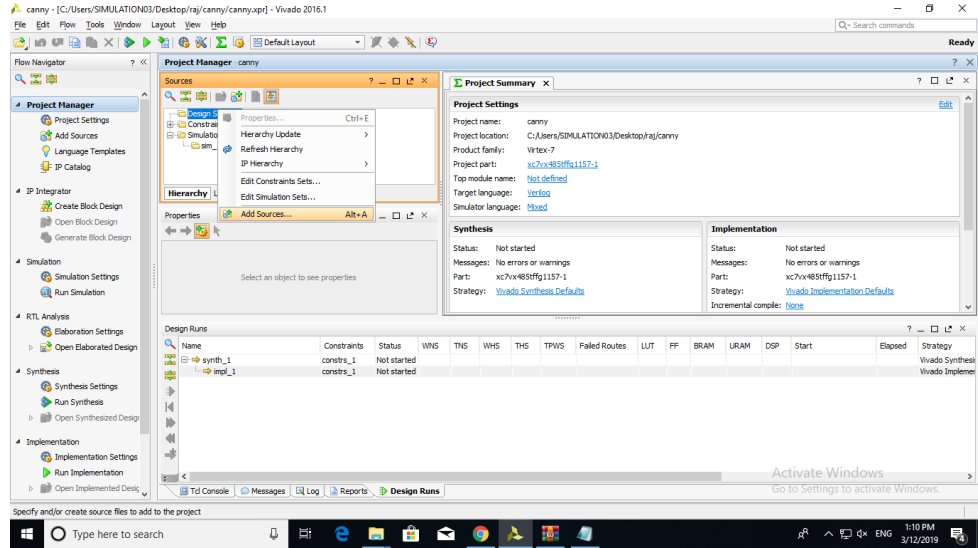 canny - [C:/Users/SIMULATION03/Desktop/raj/canny/canny.xpr] - Vivado 2016.1
File Edit Flow Tools Window Layout View Help
Q- Search commands
Default Layout
Ready
Flow Navigator
Project Manager - canny
Project Manager
Project Settings
Add Sources
Language Templates
IP Catalog
IP Integrator
Create Block Design
Open Block Design
Generate Block Design
Simulation
Simulation Settings
Run Simulation
RTL Analysis
Elaboration Settings
Open Elaborated Design
Synthesis
Synthesis Settings
Run Synthesis
Open Synthesized Desigr
Implementation
Implementation Settings
Run Implementation
Open Implemented Desig
Sources
Design S
Constrai
Simulatio
sim_
Hierarchy L
Properties... Ctrl+E
Hierarchy Update
Refresh Hierarchy
IP Hierarchy
Edit Constraints Sets...
Edit Simulation Sets...
Add Sources... Alt+A
Properties
Select an object to see properties
Project Summary
Project Settings Edit
Project name: canny
Project location: C:/Users/SIMULATION03/Desktop/raj/canny
Product family: Virtex-7
Project part: xc7vx485tffg1157-1
Top module name: Not defined
Target language: Verilog
Simulator language: Mixed
Synthesis
Status: Not started
Messages: No errors or warnings
Part: xc7vx485tffg1157-1
Strategy: Vivado Synthesis Defaults
Implementation
Status: Not started
Messages: No errors or warnings
Part: xc7vx485tffg1157-1
Strategy: Vivado Implementation Defaults
Incremental compile: None
Design Runs
Name Constraints Status WNS TNS WHS THS TPWS Failed Routes LUT FF BRAM URAM DSP Start Elapsed Strategy
synth_1 constrs_1 Not started Vivado Synthesis
impl_1 constrs_1 Not started Vivado Implemen
Activate Windows
Go to Settings to activate Windows.
Tcl Console Messages Log Reports Design Runs
Specify and/or create source files to add to the project
Type here to search
ENG
1:10 PM
3/12/2019